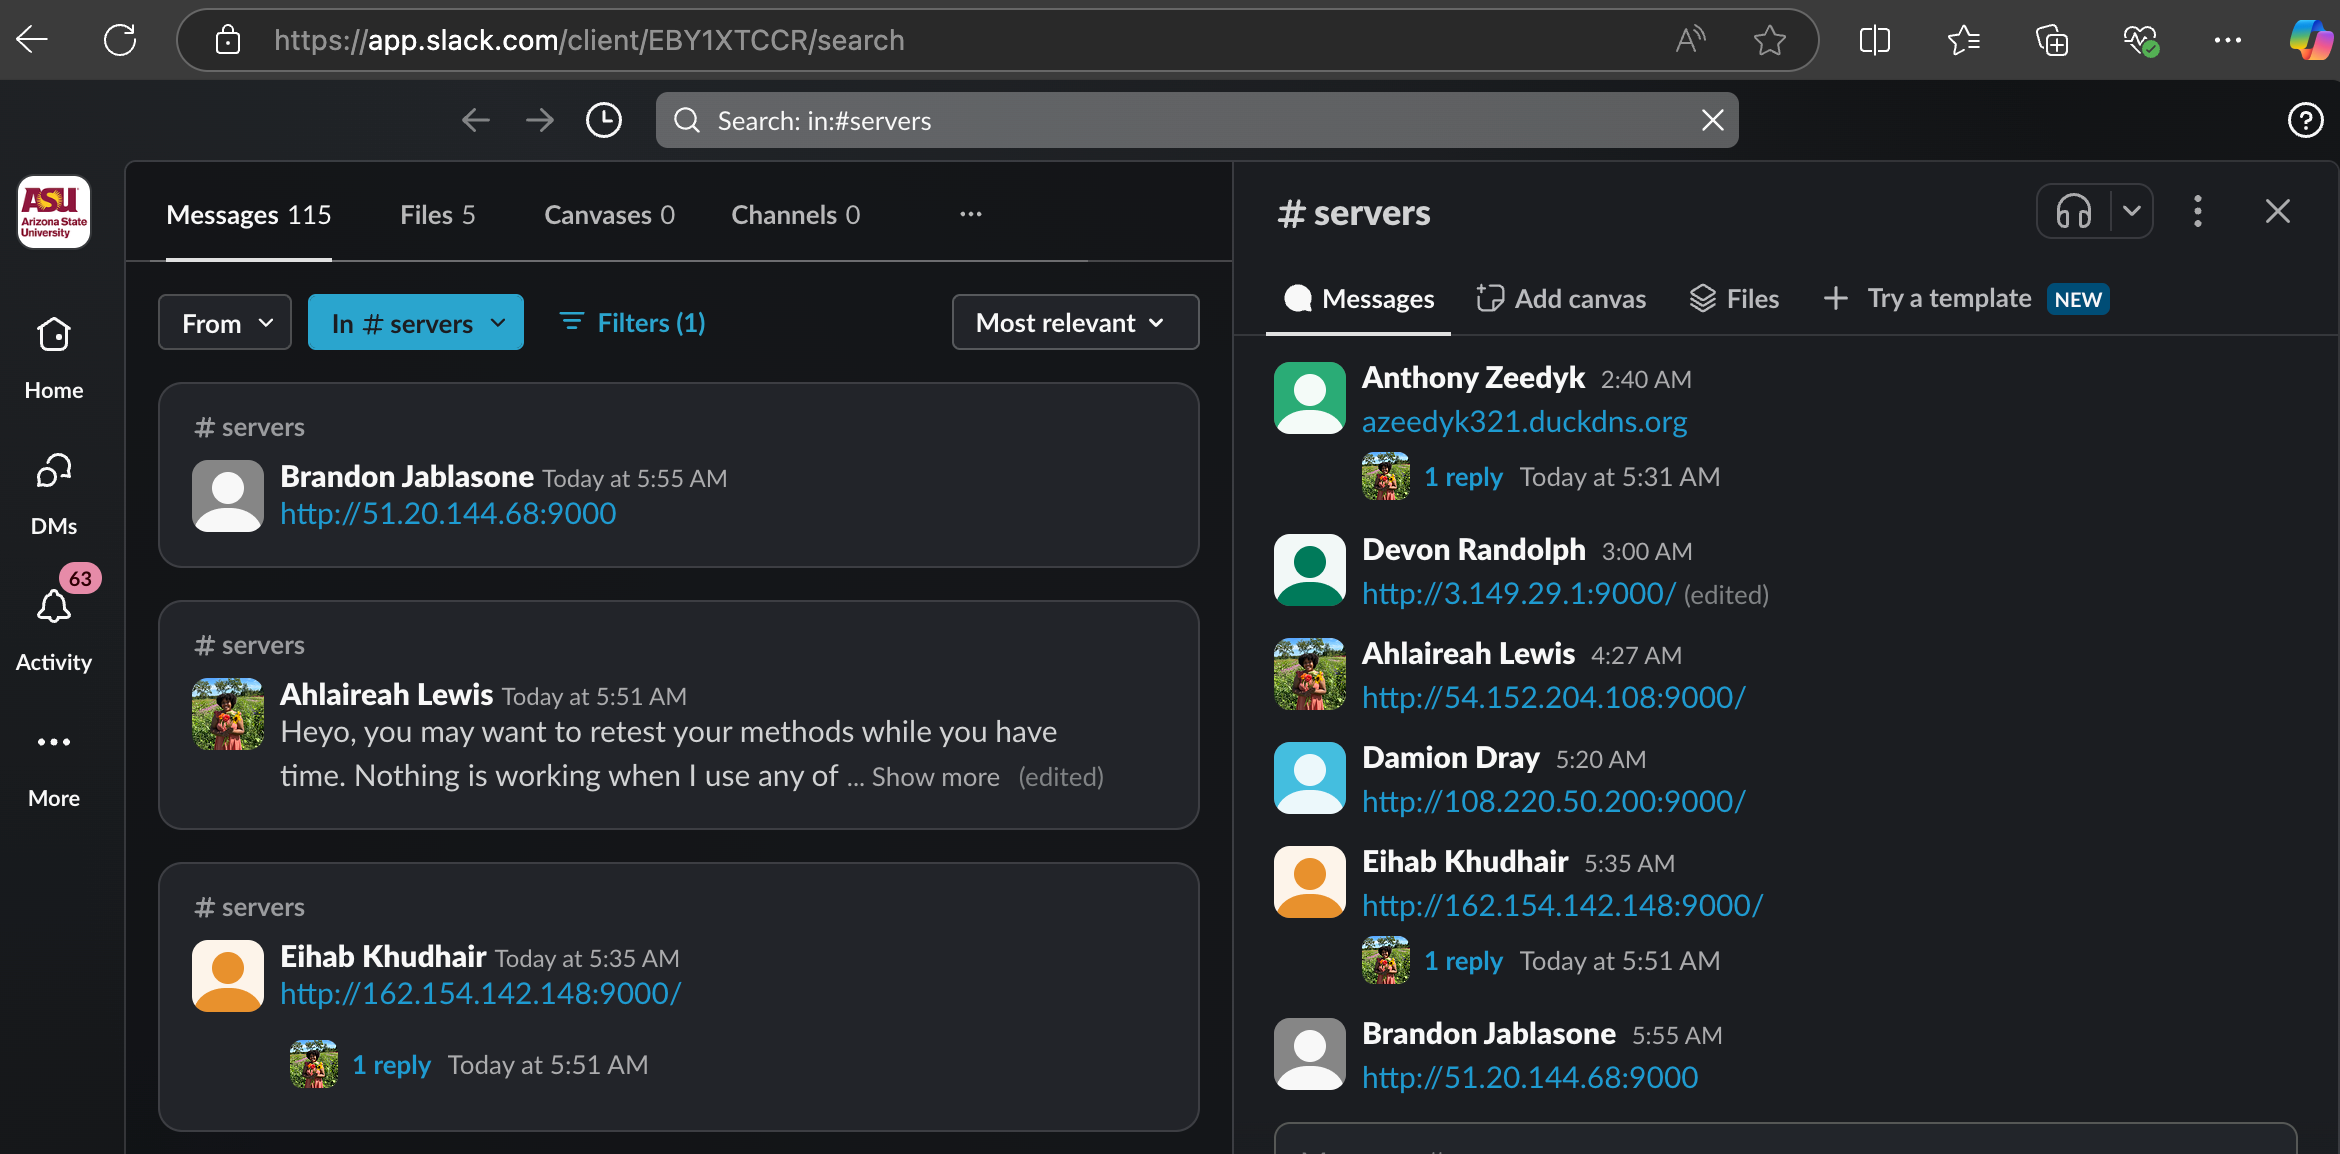 https://app.slack.com/client/EBY1XTCCR/search
Search: in:#servers
ASU
Arizona State
University
Home
DMs
63
Activity
More
Messages 115
Files 5
Canvases 0
Channels 0
From
In # servers
Filters (1)
Most relevant
# servers
Brandon Jablasone Today at 5:55 AM
http://51.20.144.68:9000
# servers
Ahlaireah Lewis Today at 5:51 AM
Heyo, you may want to retest your methods while you have
time. Nothing is working when I use any of ... Show more (edited)
# servers
Eihab Khudhair Today at 5:35 AM
http://162.154.142.148:9000/
1 reply Today at 5:51 AM
# servers
Messages
Add canvas
Files
Try a template NEW
Anthony Zeedyk 2:40 AM
azeedyk321.duckdns.org
1 reply Today at 5:31 AM
Devon Randolph 3:00 AM
http://3.149.29.1:9000/ (edited)
Ahlaireah Lewis 4:27 AM
http://54.152.204.108:9000/
Damion Dray 5:20 AM
http://108.220.50.200:9000/
Eihab Khudhair 5:35 AM
http://162.154.142.148:9000/
1 reply Today at 5:51 AM
Brandon Jablasone 5:55 AM
http://51.20.144.68:9000